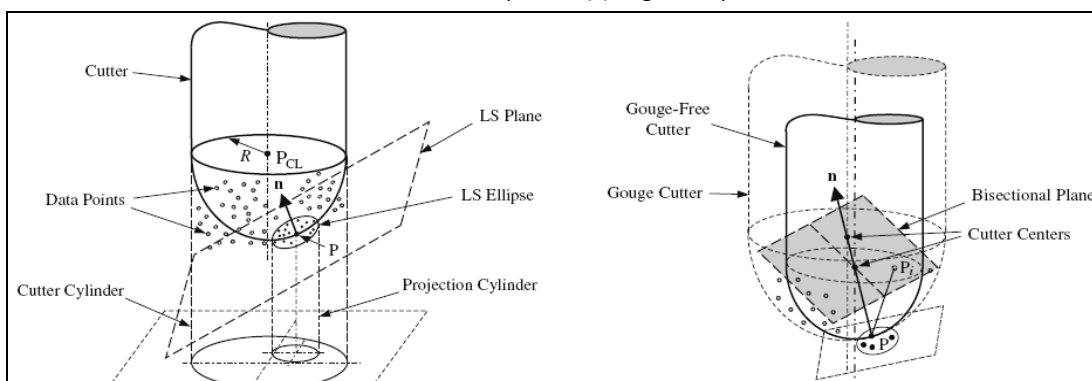 Cutter
LS Plane
R
PCL
n
Data Points
LS Ellipse
P
Cutter Cylinder
Projection Cylinder
Gouge-Free
Cutter
n
Gouge Cutter
Bisectional Plane
Cutter Centers
Pi
P